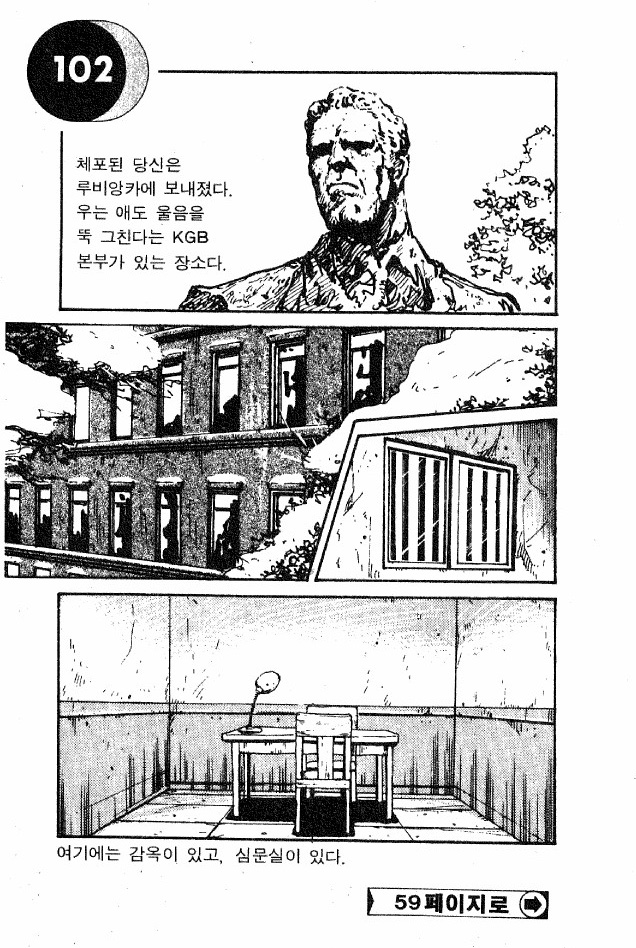 102
체포된 당신은
루비앙카에 보내졌다.
우는 애도 울음을
뚝 그친다는 KGB
본부가 있는 장소다.
여기에는 감옥이 있고, 심문실이 있다.
59페이지로